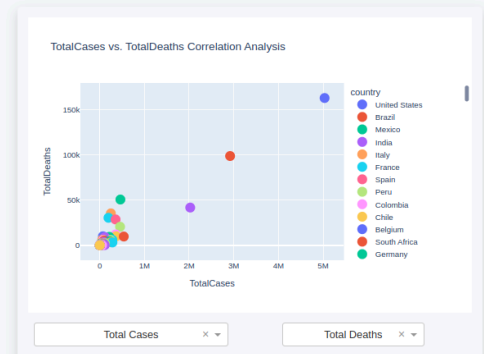 TotalCases vs. TotalDeaths Correlation Analysis
country
United States
Brazil
Mexico
India
Italy
France
Spain
Peru
Colombia
Chile
Belgium
South Africa
Germany
150k
100k
50k
0
TotalDeaths
0 1M 2M 3M 4M 5M
TotalCases
Total Cases × Total Deaths ×